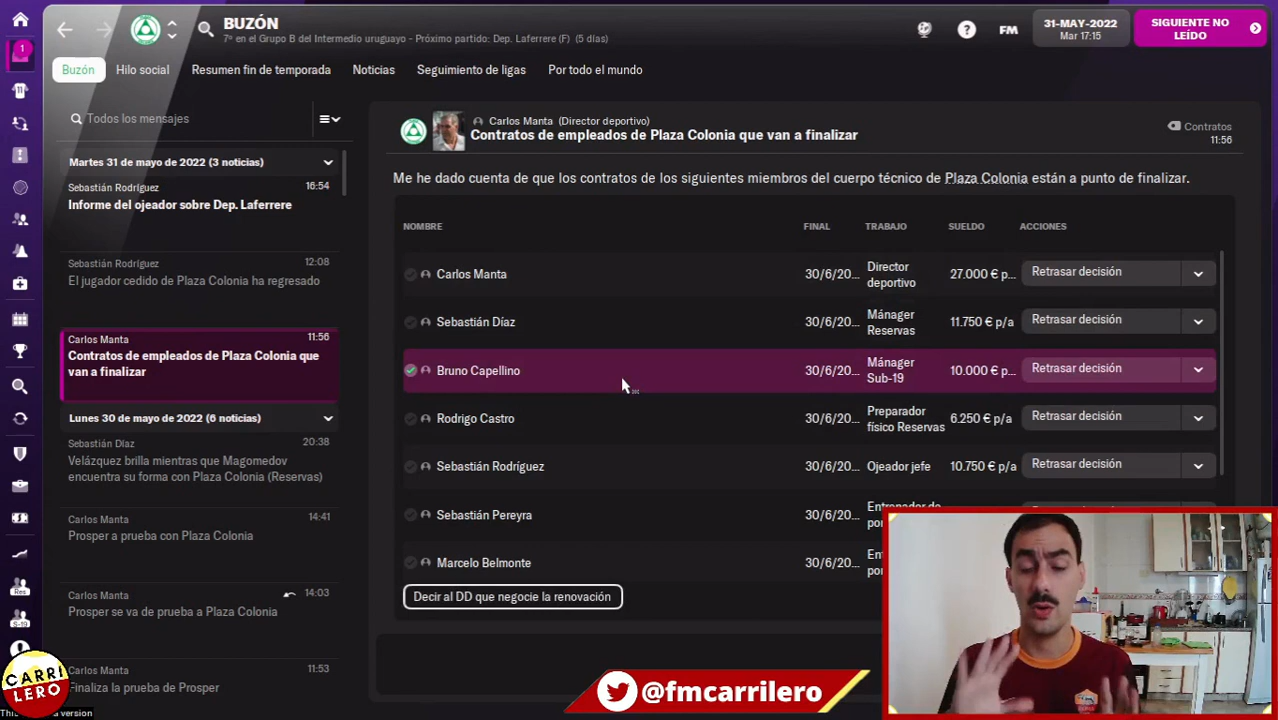 BUZÓN
7º en el Grupo B del Intermedio uruguayo - Próximo partido: Dep. Laferrere (F) (5 días)
FM
31-MAY-2022
Mar 17:15
SIGUIENTE NO
LEÍDO
1
Buzón
Hilo social
Resumen fin de temporada
Noticias
Seguimiento de ligas
Por todo el mundo
Todos los mensajes
Martes 31 de mayo de 2022 (3 noticias)
Sebastián Rodríguez
16:54
Informe del ojeador sobre Dep. Laferrere
Sebastián Rodríguez
12:08
El jugador cedido de Plaza Colonia ha regresado
Carlos Manta
11:56
Contratos de empleados de Plaza Colonia que
van a finalizar
Lunes 30 de mayo de 2022 (6 noticias)
Sebastián Díaz
20:38
Velázquez brilla mientras que Magomedov
encuentra su forma con Plaza Colonia (Reservas)
Carlos Manta
14:41
Prosper a prueba con Plaza Colonia
Carlos Manta
14:03
Prosper se va de prueba a Plaza Colonia
Carlos Manta
11:53
Finaliza la prueba de Prosper
Carlos Manta (Director deportivo)
Contratos de empleados de Plaza Colonia que van a finalizar
Contratos
11:56
Me he dado cuenta de que los contratos de los siguientes miembros del cuerpo técnico de Plaza Colonia están a punto de finalizar.
NOMBRE
FINAL
TRABAJO
SUELDO
ACCIONES
Carlos Manta
30/6/20...
Director
deportivo
27.000 € p...
Retrasar decisión
Sebastián Díaz
30/6/20...
Mánager
Reservas
11.750 € p/a
Retrasar decisión
Bruno Capellino
30/6/20...
Mánager
Sub-19
10.000 € p...
Retrasar decisión
Rodrigo Castro
30/6/20...
Preparador
físico Reservas
6.250 € p/a
Retrasar decisión
Sebastián Rodríguez
30/6/20...
Ojeador jefe
10.750 € p/a
Retrasar decisión
Sebastián Pereyra
30/6/20...
Marcelo Belmonte
30/6/20...
Decir al DD que negocie la renovación
Res
S-19
CARRI
LERO
version
@fmcarrilero